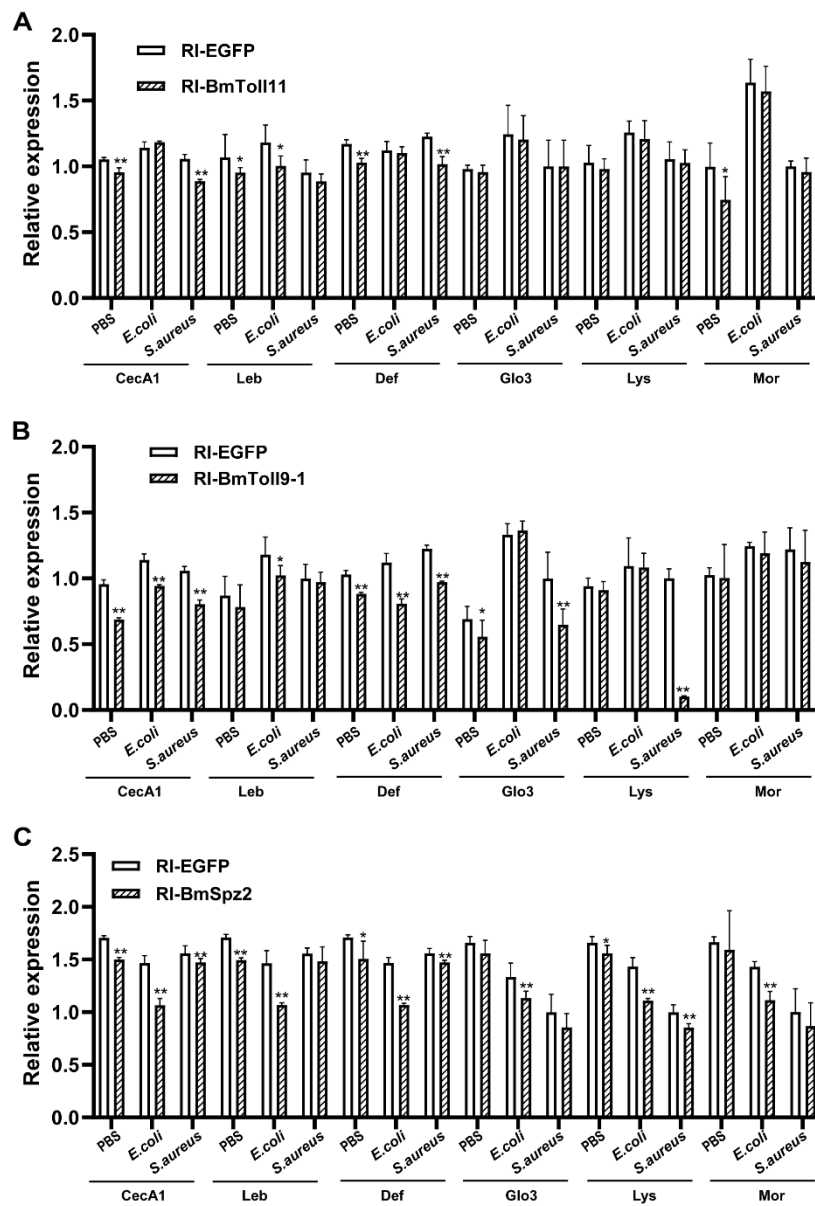 A
2.0
RI-EGFP
RI-BmToll11
1.5
1.0
0.5
0.0
Relative expression
** ** * * ** ** *
PBS E.coli S.aureus PBS E.coli S.aureus PBS E.coli S.aureus PBS E.coli S.aureus PBS E.coli S.aureus PBS E.coli S.aureus
CecA1 Leb Def Glo3 Lys Mor
B
2.0
RI-EGFP
RI-BmToll9-1
1.5
1.0
0.5
0.0
Relative expression
** ** ** * ** ** ** * ** **
PBS E.coli S.aureus PBS E.coli S.aureus PBS E.coli S.aureus PBS E.coli S.aureus PBS E.coli S.aureus PBS E.coli S.aureus
CecA1 Leb Def Glo3 Lys Mor
C
2.5
RI-EGFP
RI-BmSpz2
2.0
1.5
1.0
0.5
0.0
Relative expression
** ** ** ** ** * ** ** ** * ** ** **
PBS E.coli S.aureus PBS E.coli S.aureus PBS E.coli S.aureus PBS E.coli S.aureus PBS E.coli S.aureus PBS E.coli S.aureus
CecA1 Leb Def Glo3 Lys Mor